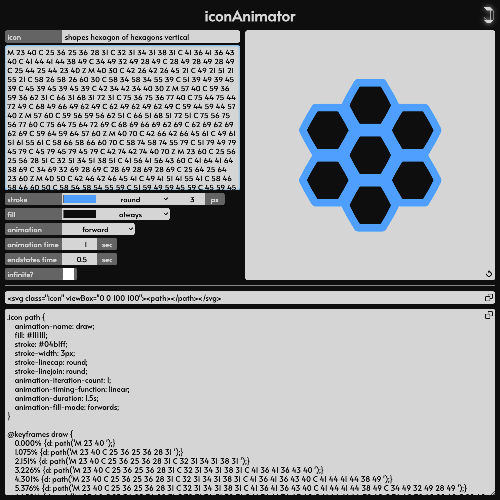 iconAnimator
icon
shapes hexagon of hexagons vertical
M 23 40 C 25 36 25 36 28 31 C 32 31 34 31 38 31 C 41 36 41 36 43
40 C 41 44 41 44 38 49 C 34 49 32 49 28 49 C 28 49 28 49 28 49
C 25 44 25 44 23 40 Z M 40 30 C 42 26 42 26 45 21 C 49 21 51 21
55 21 C 58 26 58 26 60 30 C 58 34 58 34 55 39 C 51 39 49 39 45
39 C 45 39 45 39 45 39 C 42 34 42 34 40 30 Z M 57 40 C 59 36
59 36 62 31 C 66 31 68 31 72 31 C 75 36 75 36 77 40 C 75 44 75 44
72 49 C 68 49 66 49 62 49 C 62 49 62 49 62 49 C 59 44 59 44 57
40 Z M 57 60 C 59 56 59 56 62 51 C 66 51 68 51 72 51 C 75 56 75
56 77 60 C 75 64 75 64 72 69 C 68 69 66 69 62 69 C 62 69 62 69
62 69 C 59 64 59 64 57 60 Z M 40 70 C 42 66 42 66 45 61 C 49 61
51 61 55 61 C 58 66 58 66 60 70 C 58 74 58 74 55 79 C 51 79 49 79
45 79 C 45 79 45 79 45 79 C 42 74 42 74 40 70 Z M 23 60 C 25 56
25 56 28 51 C 32 51 34 51 38 51 C 41 56 41 56 43 60 C 41 64 41 64
38 69 C 34 69 32 69 28 69 C 28 69 28 69 28 69 C 25 64 25 64
23 60 Z M 40 50 C 42 46 42 46 45 41 C 49 41 51 41 55 41 C 58 46
58 46 60 50 C 58 54 58 54 55 59 C 51 59 49 59 45 59 C 45 59 45
stroke round 3 px
fill always
animation forward
animation time 1 sec
endstates time 0.5 sec
infinite?
<svg class="icon" viewBox="0 0 100 100"><path></path></svg>
.icon path {
animation-name: draw;
fill: #111111;
stroke-width: 3px;
stroke-linecap: round;
stroke-linejoin: round;
animation-iteration-count: 1;
animation-timing-function: linear;
animation-duration: 1.5s;
animation-fill-mode: forwards;
}
@keyframes draw {
0.000% {d: path('M 23 40 ');}
1.075% {d: path('M 23 40 C 25 36 25 36 28 31 ');}
2.151% {d: path('M 23 40 C 25 36 25 36 28 31 C 32 31 34 31 38 31 ');}
3.226% {d: path('M 23 40 C 25 36 25 36 28 31 C 32 31 34 31 38 31 C 41 36 41 36 43 40 ');}
4.301% {d: path('M 23 40 C 25 36 25 36 28 31 C 32 31 34 31 38 31 C 41 36 41 36 43 40 C 41 44 41 44 38 49 ');}
5.376% {d: path('M 23 40 C 25 36 25 36 28 31 C 32 31 34 31 38 31 C 41 36 41 36 43 40 C 41 44 41 44 38 49 C 34 49 32 49 28 49 ');}